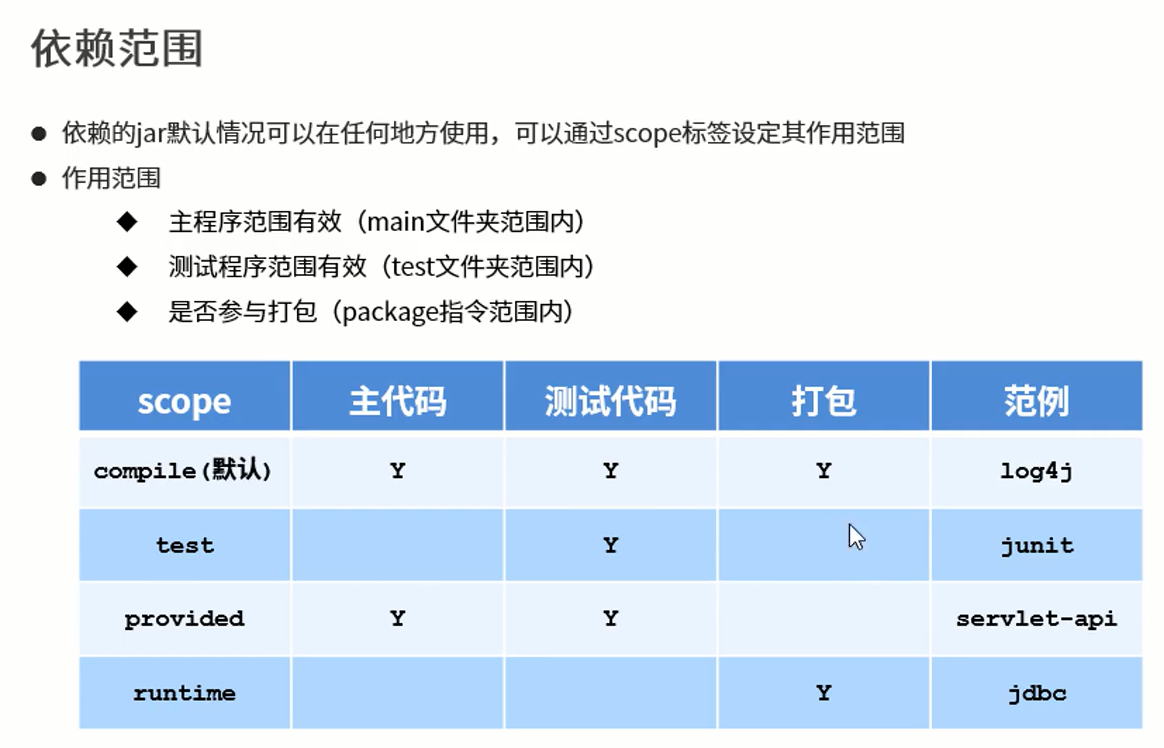 依赖范围
● 依赖的jar默认情况可以在任何地方使用，可以通过scope标签设定其作用范围
● 作用范围
◆ 主程序范围有效（main文件夹范围内）
◆ 测试程序范围有效（test文件夹范围内）
◆ 是否参与打包（package指令范围内）
scope 主代码 测试代码 打包 范例
compile(默认) Y Y Y log4j
test Y junit
provided Y Y servlet-api
runtime Y jdbc